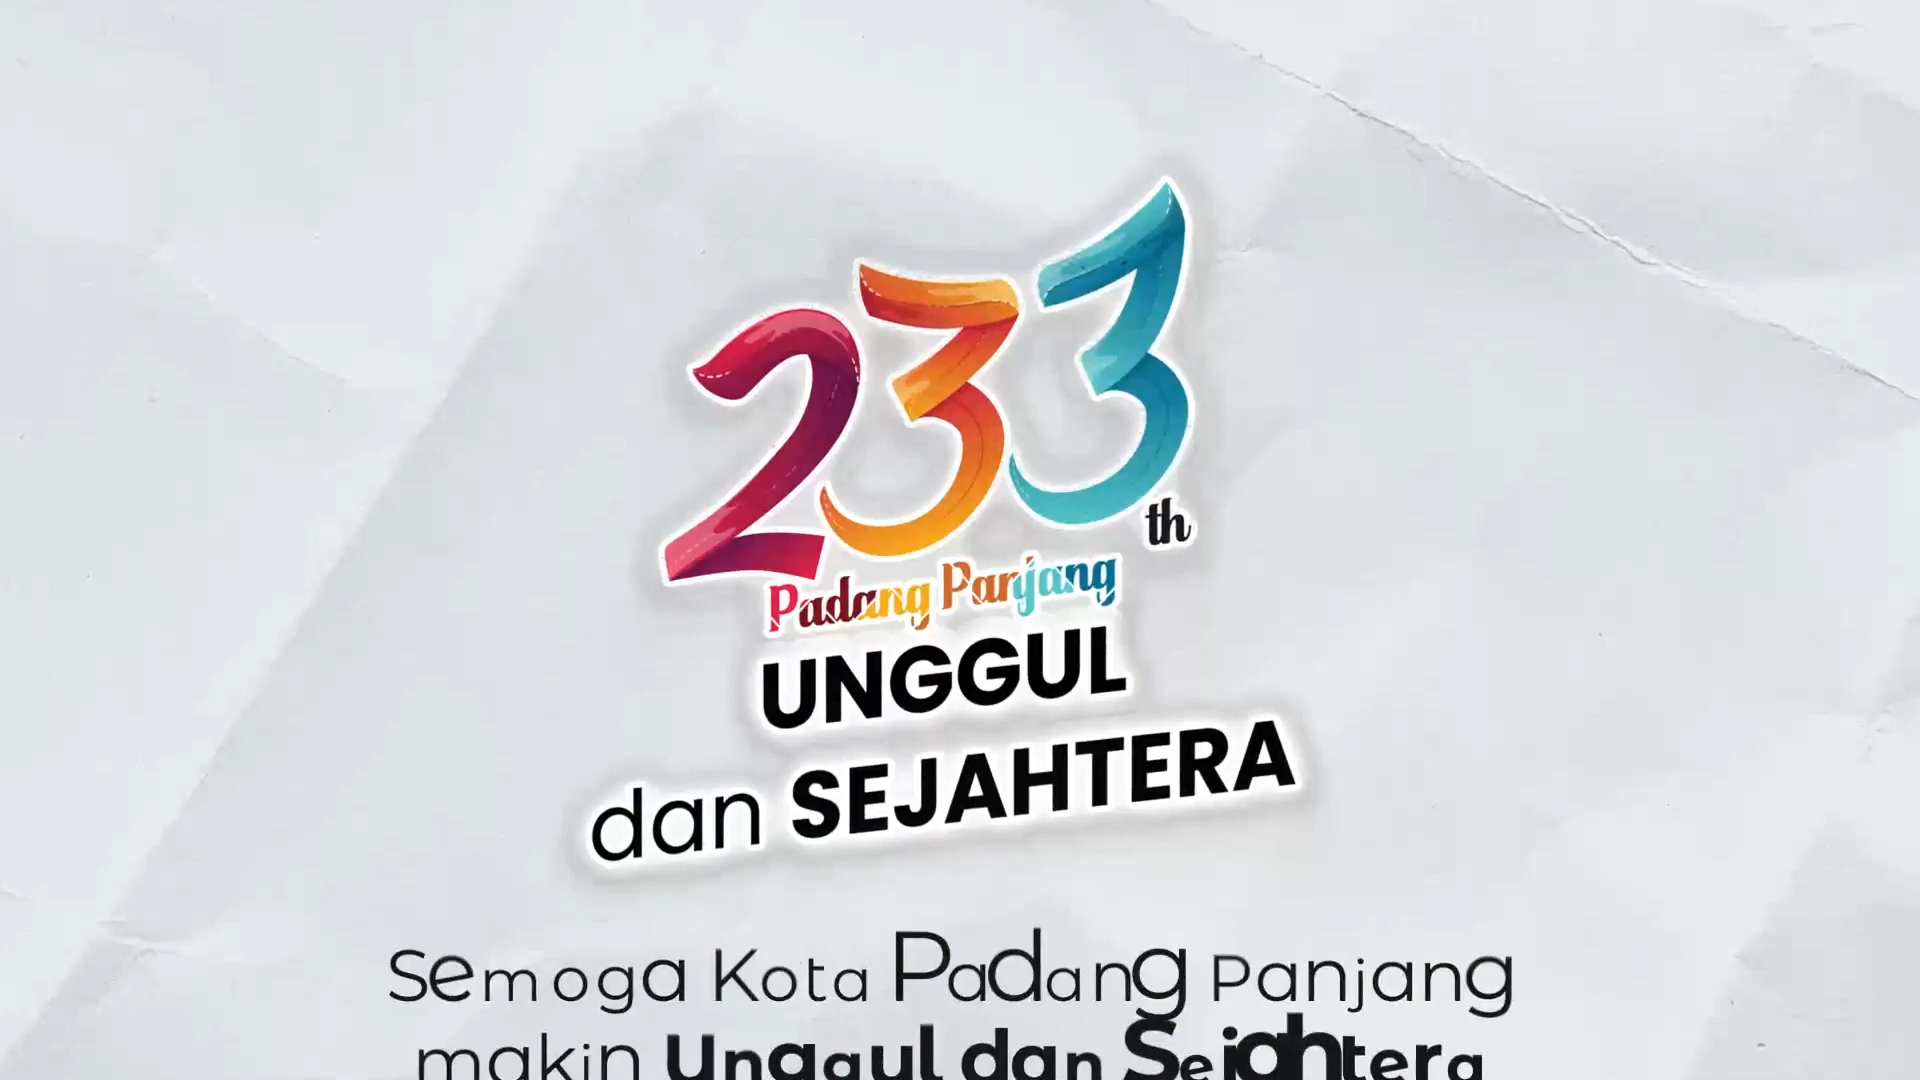 233th
Padang Panjang
UNGGUL
dan SEJAHTERA
Semoga Kota Padang Panjang
makin Unggul dan Sejahtera